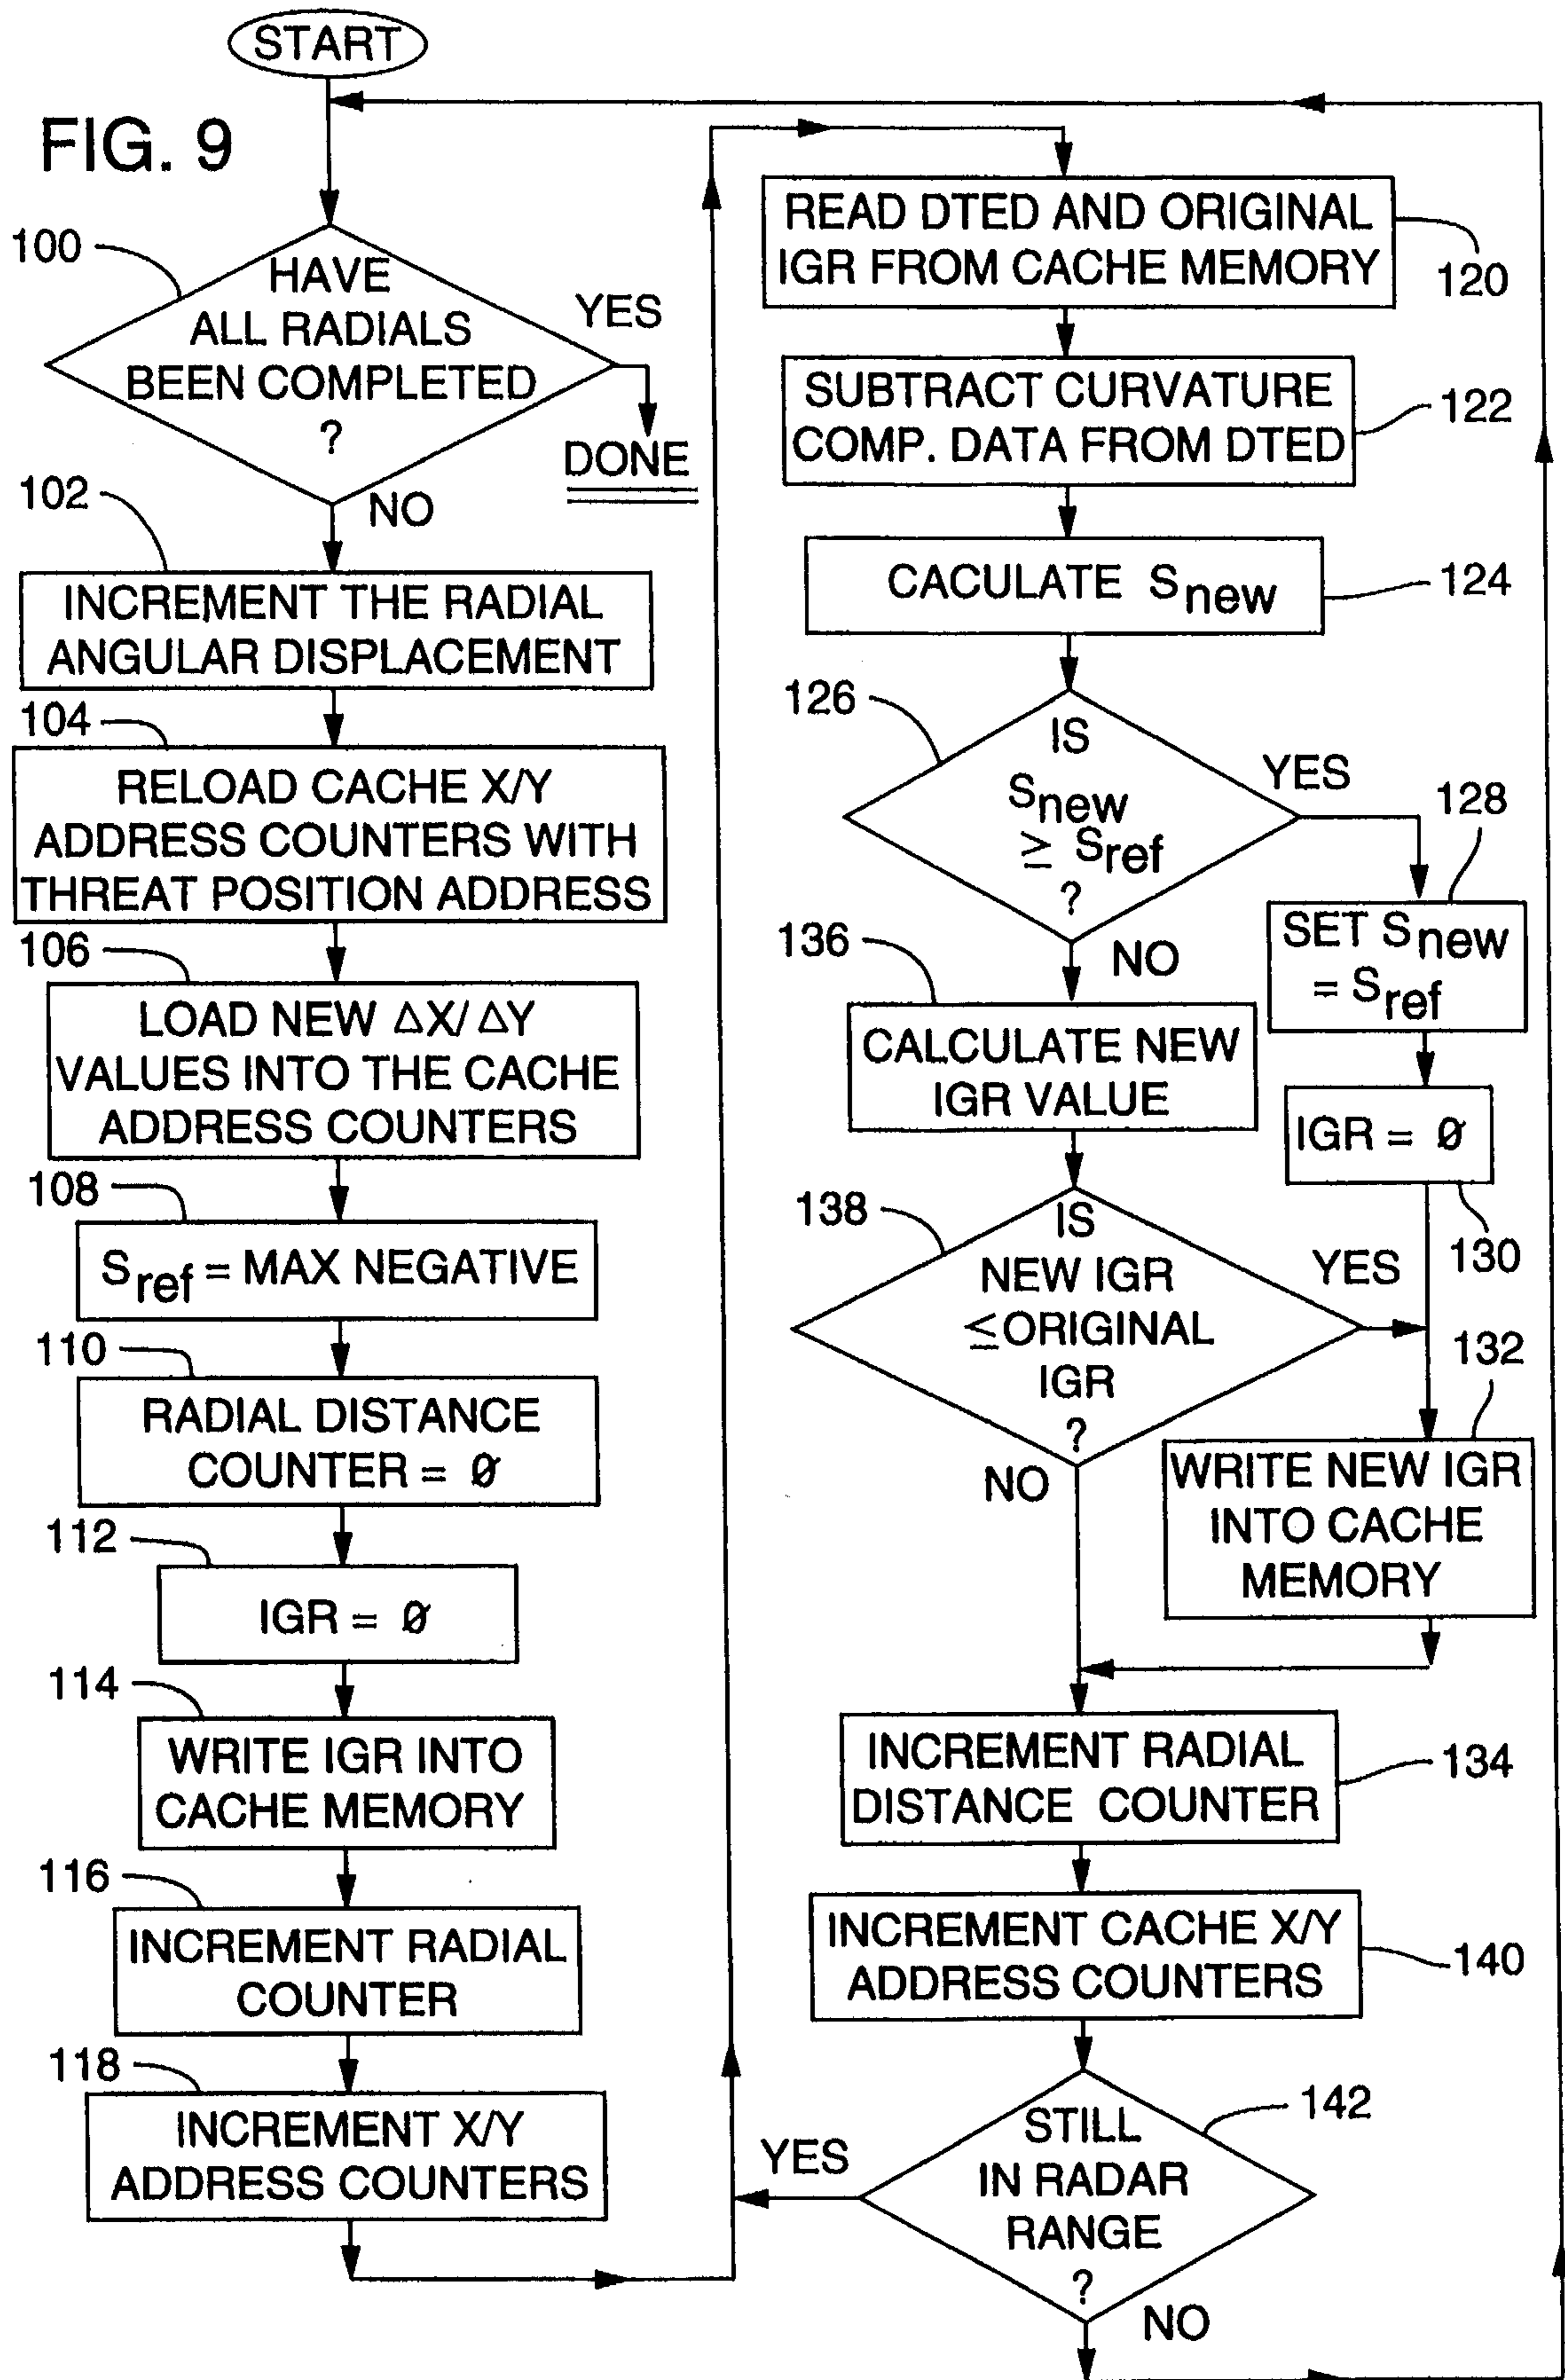 START
FIG. 9
100
HAVE
ALL RADIALS
BEEN COMPLETED
?
YES
DONE
NO
102
INCREMENT THE RADIAL
ANGULAR DISPLACEMENT
104
RELOAD CACHE X/Y
ADDRESS COUNTERS WITH
THREAT POSITION ADDRESS
106
LOAD NEW ΔX/ΔY
VALUES INTO THE CACHE
ADDRESS COUNTERS
108
Sref = MAX NEGATIVE
110
RADIAL DISTANCE
COUNTER = Ø
112
IGR = Ø
114
WRITE IGR INTO
CACHE MEMORY
116
INCREMENT RADIAL
COUNTER
118
INCREMENT X/Y
ADDRESS COUNTERS
READ DTED AND ORIGINAL
IGR FROM CACHE MEMORY
120
SUBTRACT CURVATURE
COMP. DATA FROM DTED
122
CACULATE Snew
124
126
IS
Snew
≥ Sref
?
YES
NO
128
SET Snew
= Sref
IGR = Ø
130
136
CALCULATE NEW
IGR VALUE
138
IS
NEW IGR
≤ORIGINAL
IGR
?
YES
NO
132
WRITE NEW IGR
INTO CACHE
MEMORY
INCREMENT RADIAL
DISTANCE COUNTER
134
INCREMENT CACHE X/Y
ADDRESS COUNTERS
140
142
STILL
IN RADAR
RANGE
?
YES
NO